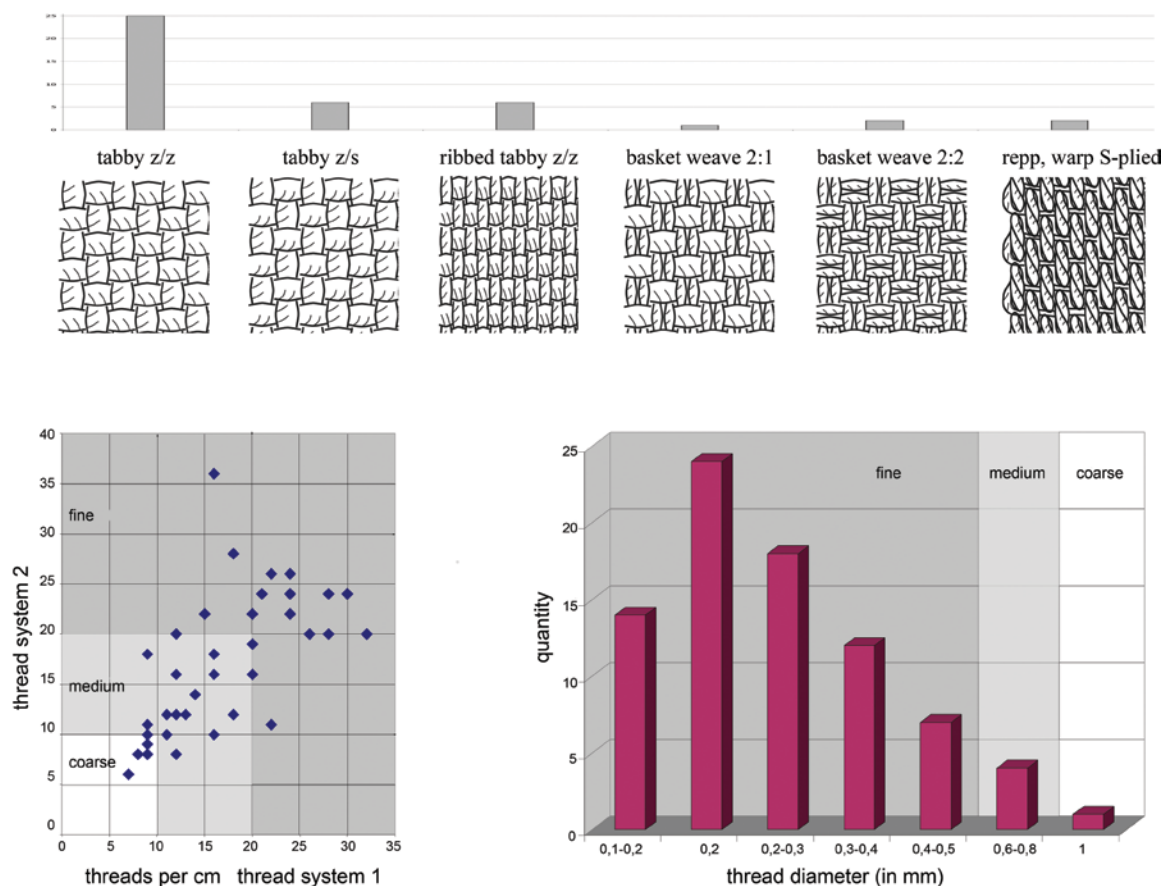 25
20
15
10
5
0
tabby z/z tabby z/s ribbed tabby z/z basket weave 2:1 basket weave 2:2 repp, warp S-plied
40
35
30
25
20
15
10
5
0
thread system 2
fine
medium
coarse
0 5 10 15 20 25 30 35
threads per cm thread system 1
25
20
15
10
5
0
quantity
fine medium coarse
0,1-0,2 0,2 0,2-0,3 0,3-0,4 0,4-0,5 0,6-0,8 1
thread diameter (in mm)